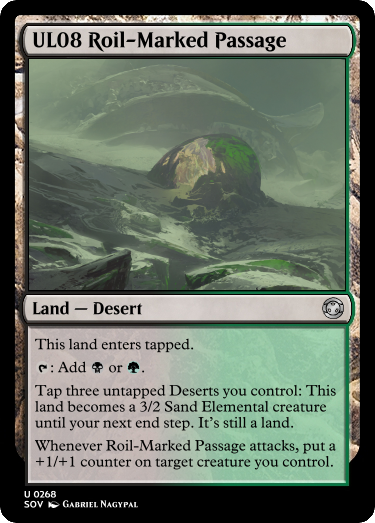 UL08 Roil-Marked Passage
Land — Desert
This land enters tapped.
: Add or .
Tap three untapped Deserts you control: This
land becomes a 3/2 Sand Elemental creature
until your next end step. It's still a land.
Whenever Roil-Marked Passage attacks, put a
+1/+1 counter on target creature you control.
U 0268
SOV GABRIEL NAGYPAL